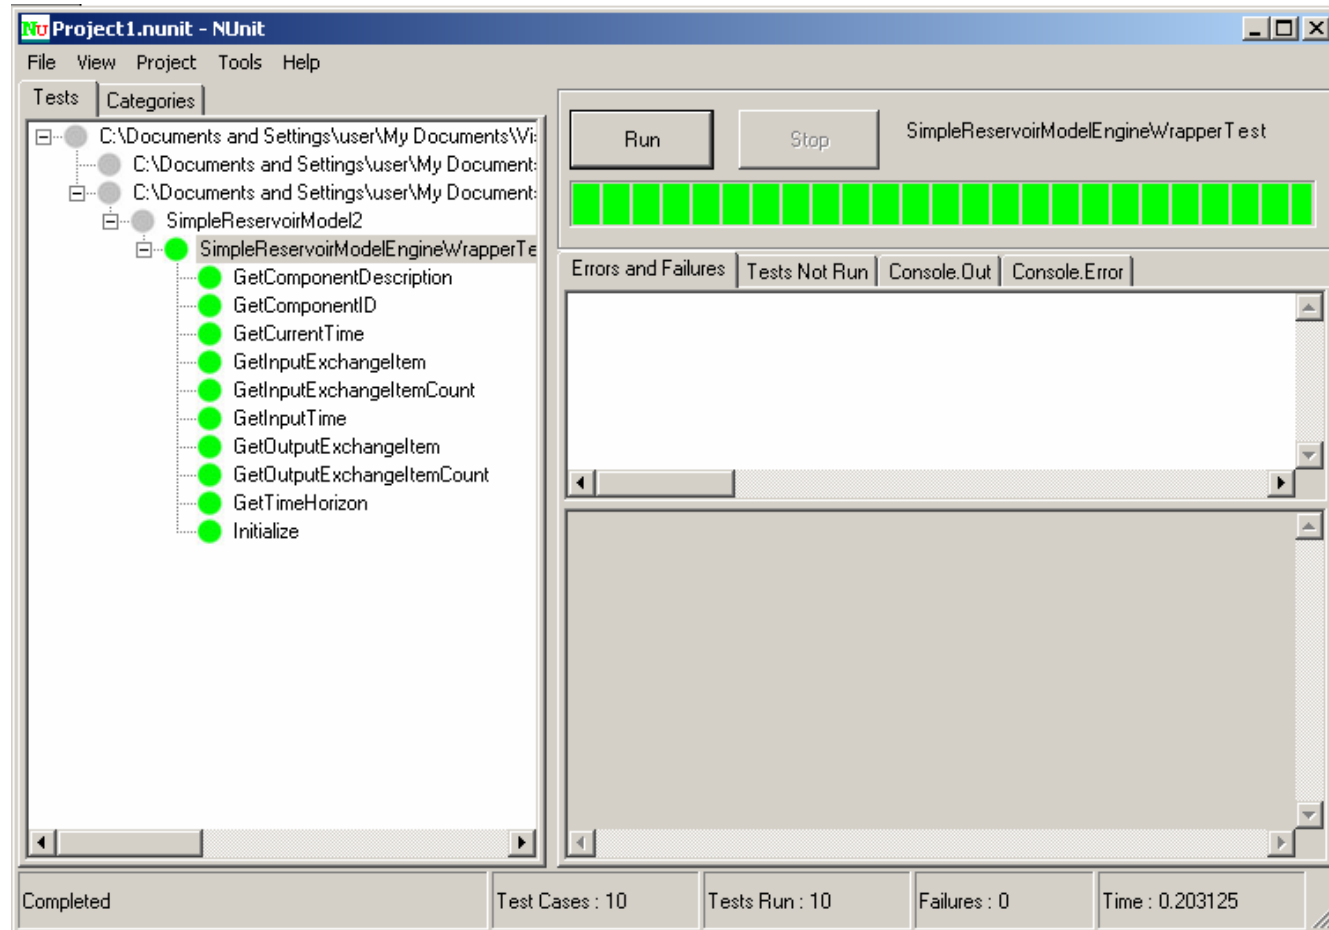 Nu Project1.nunit - NUnit
File View Project Tools Help
Tests Categories
C:\Documents and Settings\user\My Documents\Vi
C:\Documents and Settings\user\My Document
C:\Documents and Settings\user\My Document
SimpleReservoirModel2
SimpleReservoirModelEngineWrapperTe
GetComponentDescription
GetComponentID
GetCurrentTime
GetInputExchangeItem
GetInputExchangeItemCount
GetInputTime
GetOutputExchangeItem
GetOutputExchangeItemCount
GetTimeHorizon
Initialize
Run Stop SimpleReservoirModelEngineWrapperTest
Errors and Failures Tests Not Run Console.Out Console.Error
Completed Test Cases : 10 Tests Run : 10 Failures : 0 Time : 0.203125